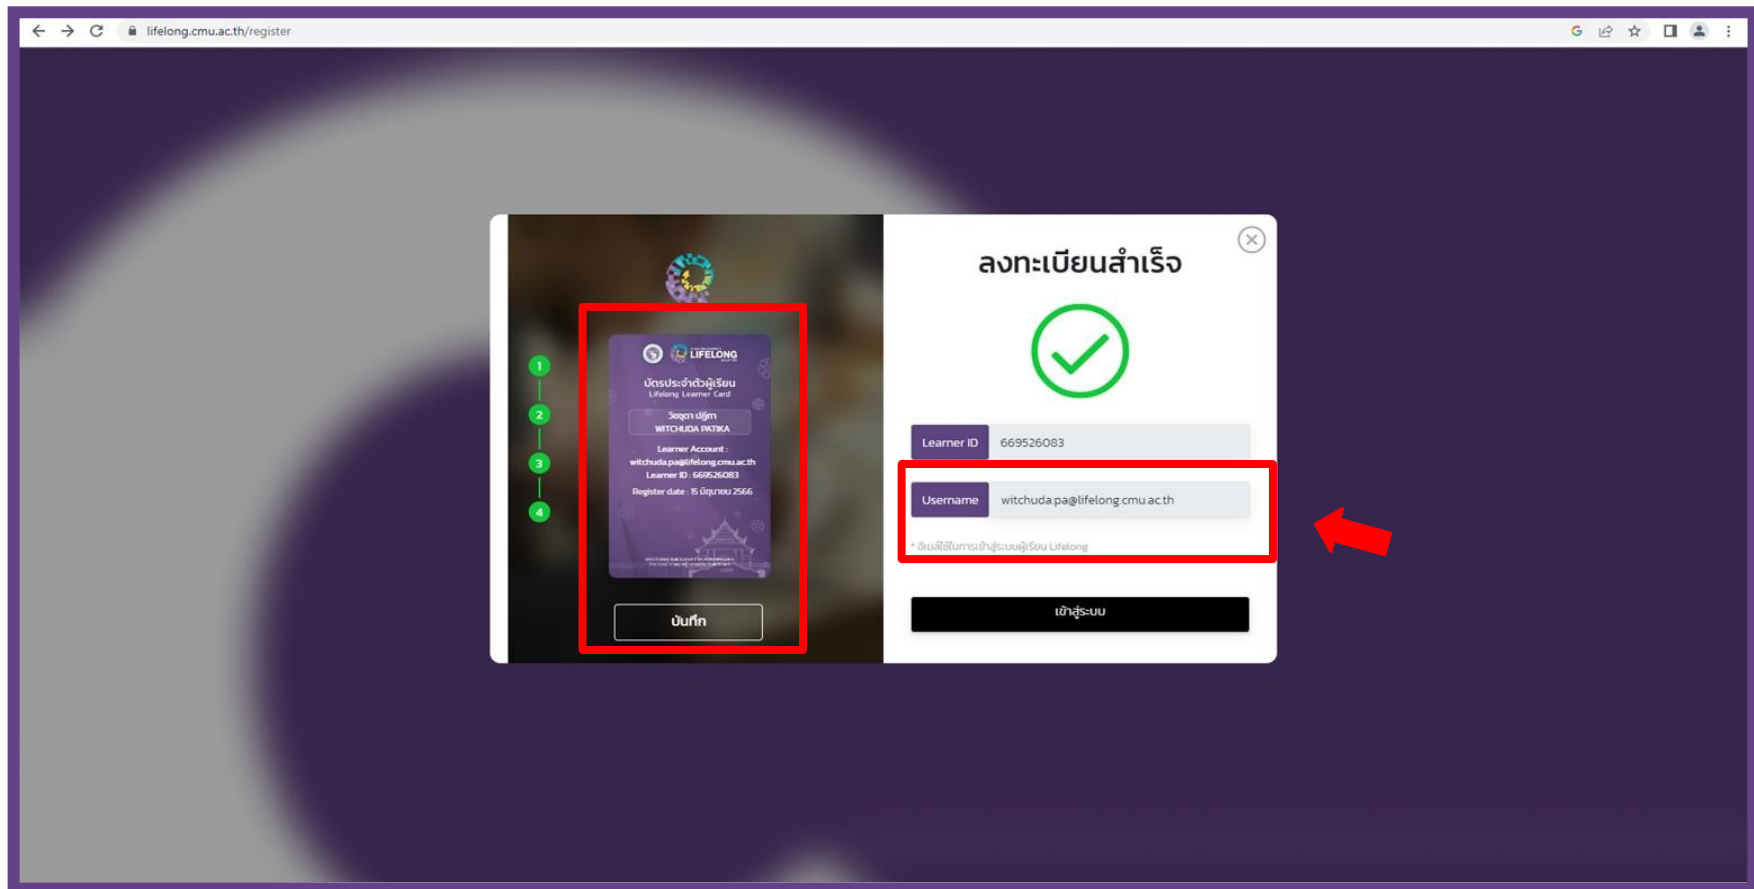 lifelong.cmu.ac.th/register
LIFELONG
บัตรประจำตัวผู้เรียน
Lifelong Learner Card
วิชชุดา ปฏิกา
WITCHUDA PATIKA
Learner Account :
witchuda.pa@lifelong.cmu.ac.th
Learner ID : 669526083
Register date : 15 มิถุนายน 2566
บันทึก
1
2
3
4
ลงทะเบียนสำเร็จ
Learner ID 669526083
Username witchuda.pa@lifelong.cmu.ac.th
* อีเมลใช้ในการเข้าสู่ระบบผู้เรียน Lifelong
เข้าสู่ระบบ